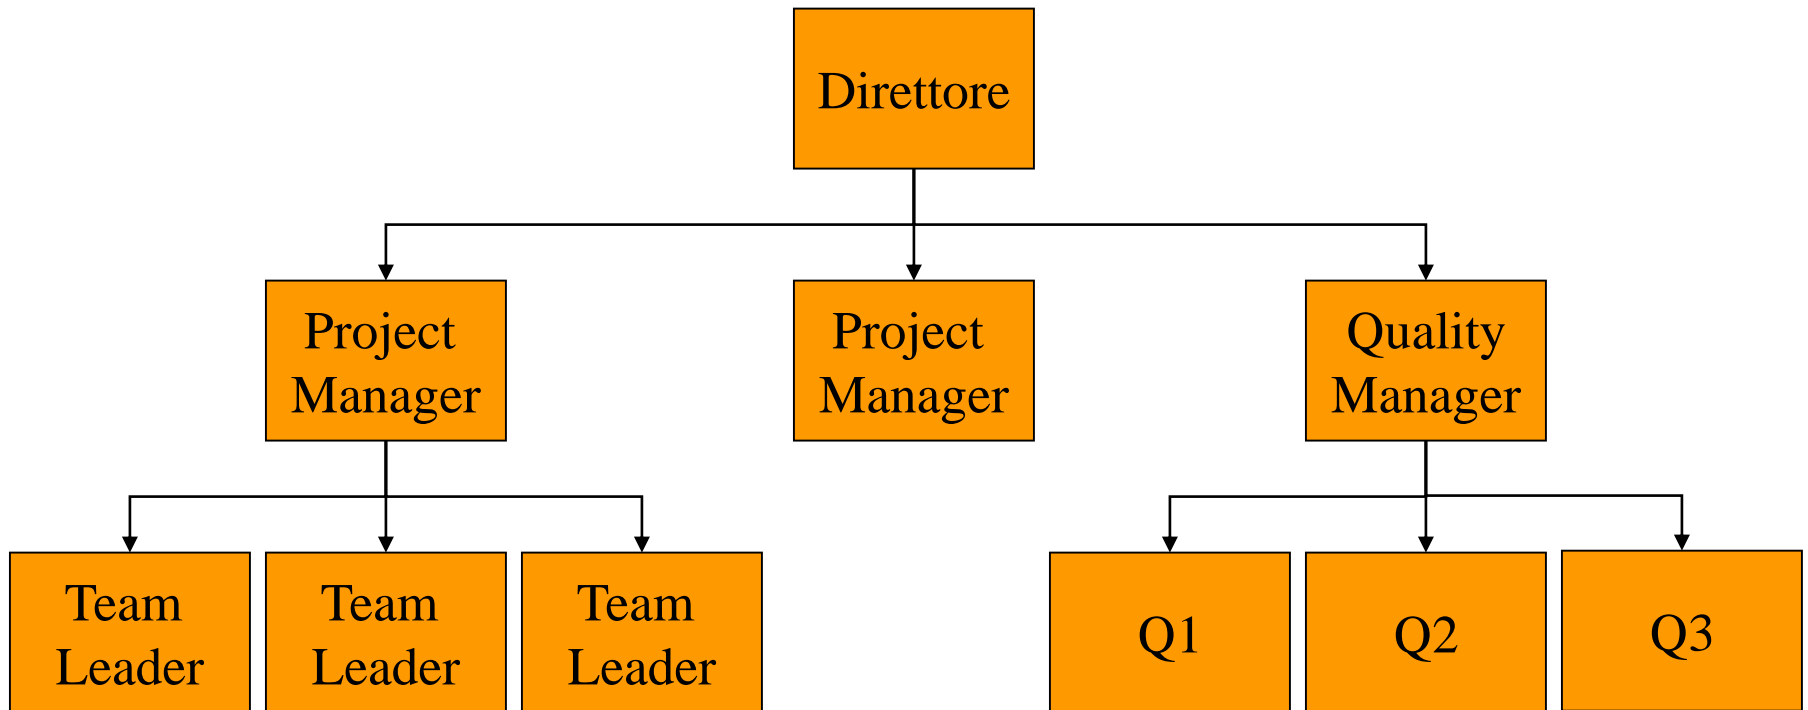 Direttore
Project
Manager
Project
Manager
Quality
Manager
Team
Leader
Team
Leader
Team
Leader
Q1
Q2
Q3